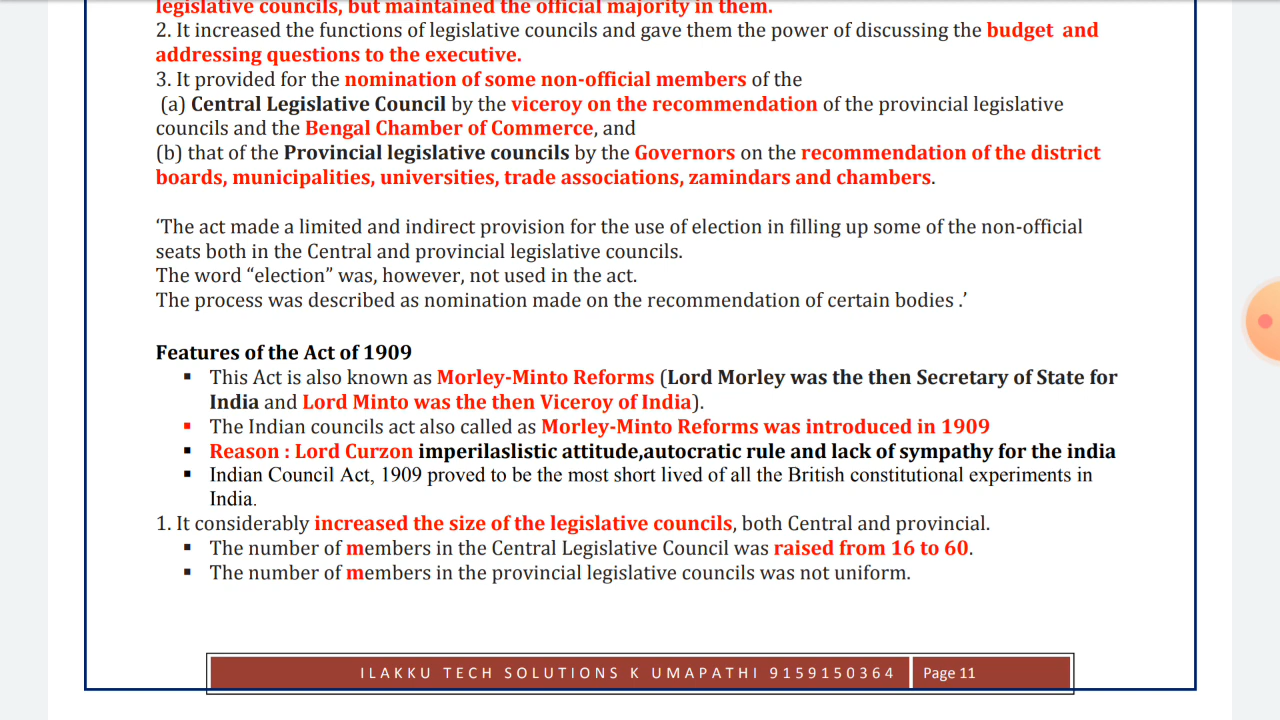 legislative councils, but maintained the official majority in them.
2. It increased the functions of legislative councils and gave them the power of discussing the budget  and
addressing questions to the executive.
3. It provided for the nomination of some non-official members of the
(a) Central Legislative Council by the viceroy on the recommendation of the provincial legislative
councils and the Bengal Chamber of Commerce, and
(b) that of the Provincial legislative councils by the Governors on the recommendation of the district
boards, municipalities, universities, trade associations, zamindars and chambers.
‘The act made a limited and indirect provision for the use of election in filling up some of the non-official
seats both in the Central and provincial legislative councils.
The word “election” was, however, not used in the act.
The process was described as nomination made on the recommendation of certain bodies .’
Features of the Act of 1909
▪ This Act is also known as Morley-Minto Reforms (Lord Morley was the then Secretary of State for
India and Lord Minto was the then Viceroy of India).
▪ The Indian councils act also called as Morley-Minto Reforms was introduced in 1909
▪ Reason : Lord Curzon imperilaslistic attitude,autocratic rule and lack of sympathy for the india
▪ Indian Council Act, 1909 proved to be the most short lived of all the British constitutional experiments in
India.
1. It considerably increased the size of the legislative councils, both Central and provincial.
▪ The number of members in the Central Legislative Council was raised from 16 to 60.
▪ The number of members in the provincial legislative councils was not uniform.
ILAKKU TECH SOLUTIONS K UMAPATHI 9159150364 Page 11